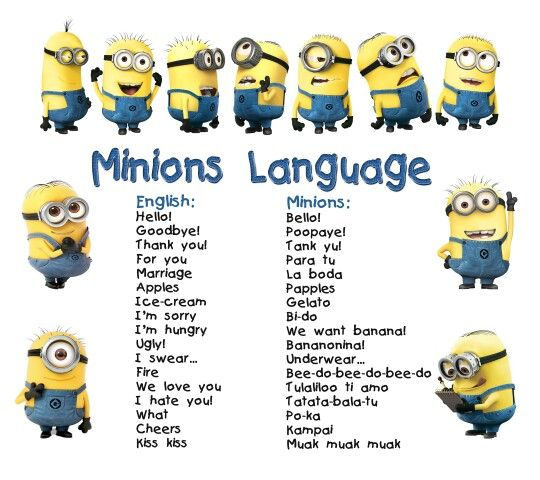 Minions Language
English: Minions:
Hello! Bello!
Goodbye! Poopaye!
Thank you! Tank yu!
For you Para tu
Marriage La boda
Apples Papples
Ice-cream Gelato
I'm sorry Bi-do
I'm hungry We want banana!
Ugly! Bananonina!
I swear... Underwear...
Fire Bee-do-bee-do-bee-do
We love you Tulaliloo ti amo
I hate you! Tatata-bala-tu
What Po-ka
Cheers Kampai
Kiss kiss Muak muak muak